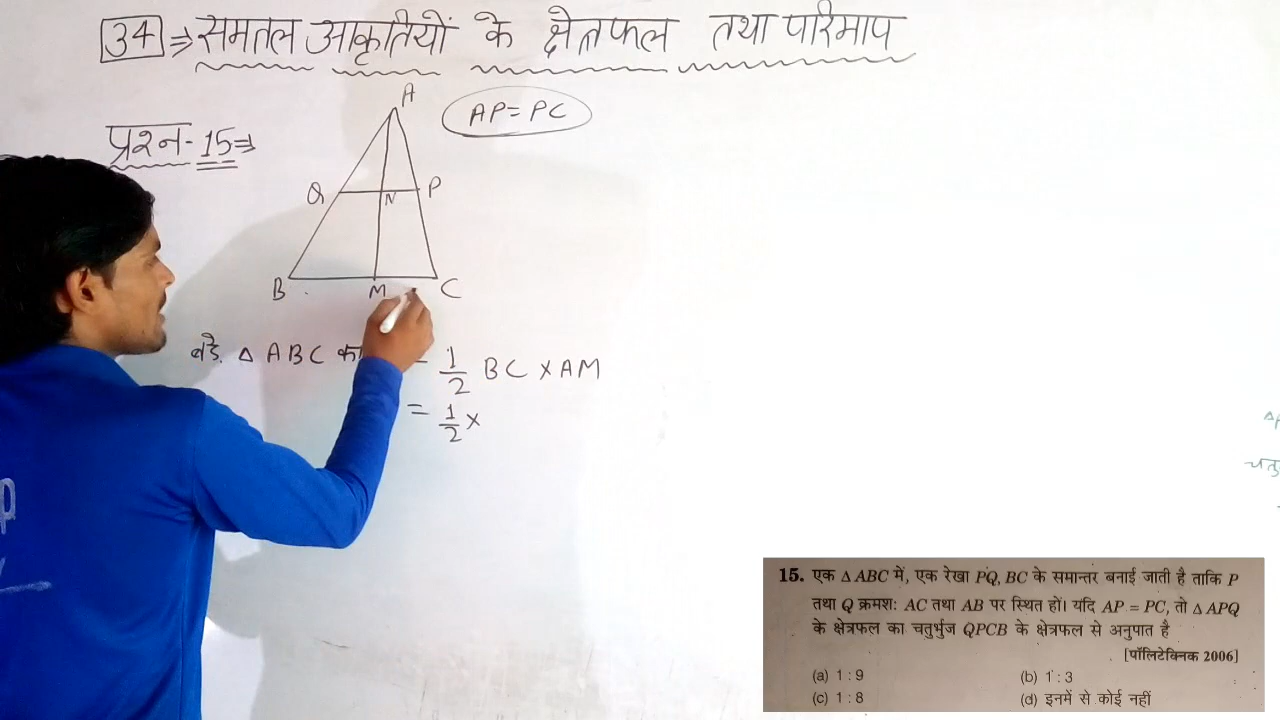 34 ⇒ समतल आकृतियों के क्षेत्रफल तथा परिमाप
A
AP = PC
प्रश्न- 15 ⇒
Q N P
B M C
बड़े. Δ ABC का = 1/2 BC × AM
= 1/2 ×
15. एक Δ ABC में, एक रेखा PQ, BC के समान्तर बनाई जाती है ताकि P
तथा Q क्रमशः AC तथा AB पर स्थित हों। यदि AP = PC, तो Δ APQ
के क्षेत्रफल का चतुर्भुज QPCB के क्षेत्रफल से अनुपात है
[पॉलिटेक्निक 2006]
(a) 1 : 9 (b) 1 : 3
(c) 1 : 8 (d) इनमें से कोई नहीं